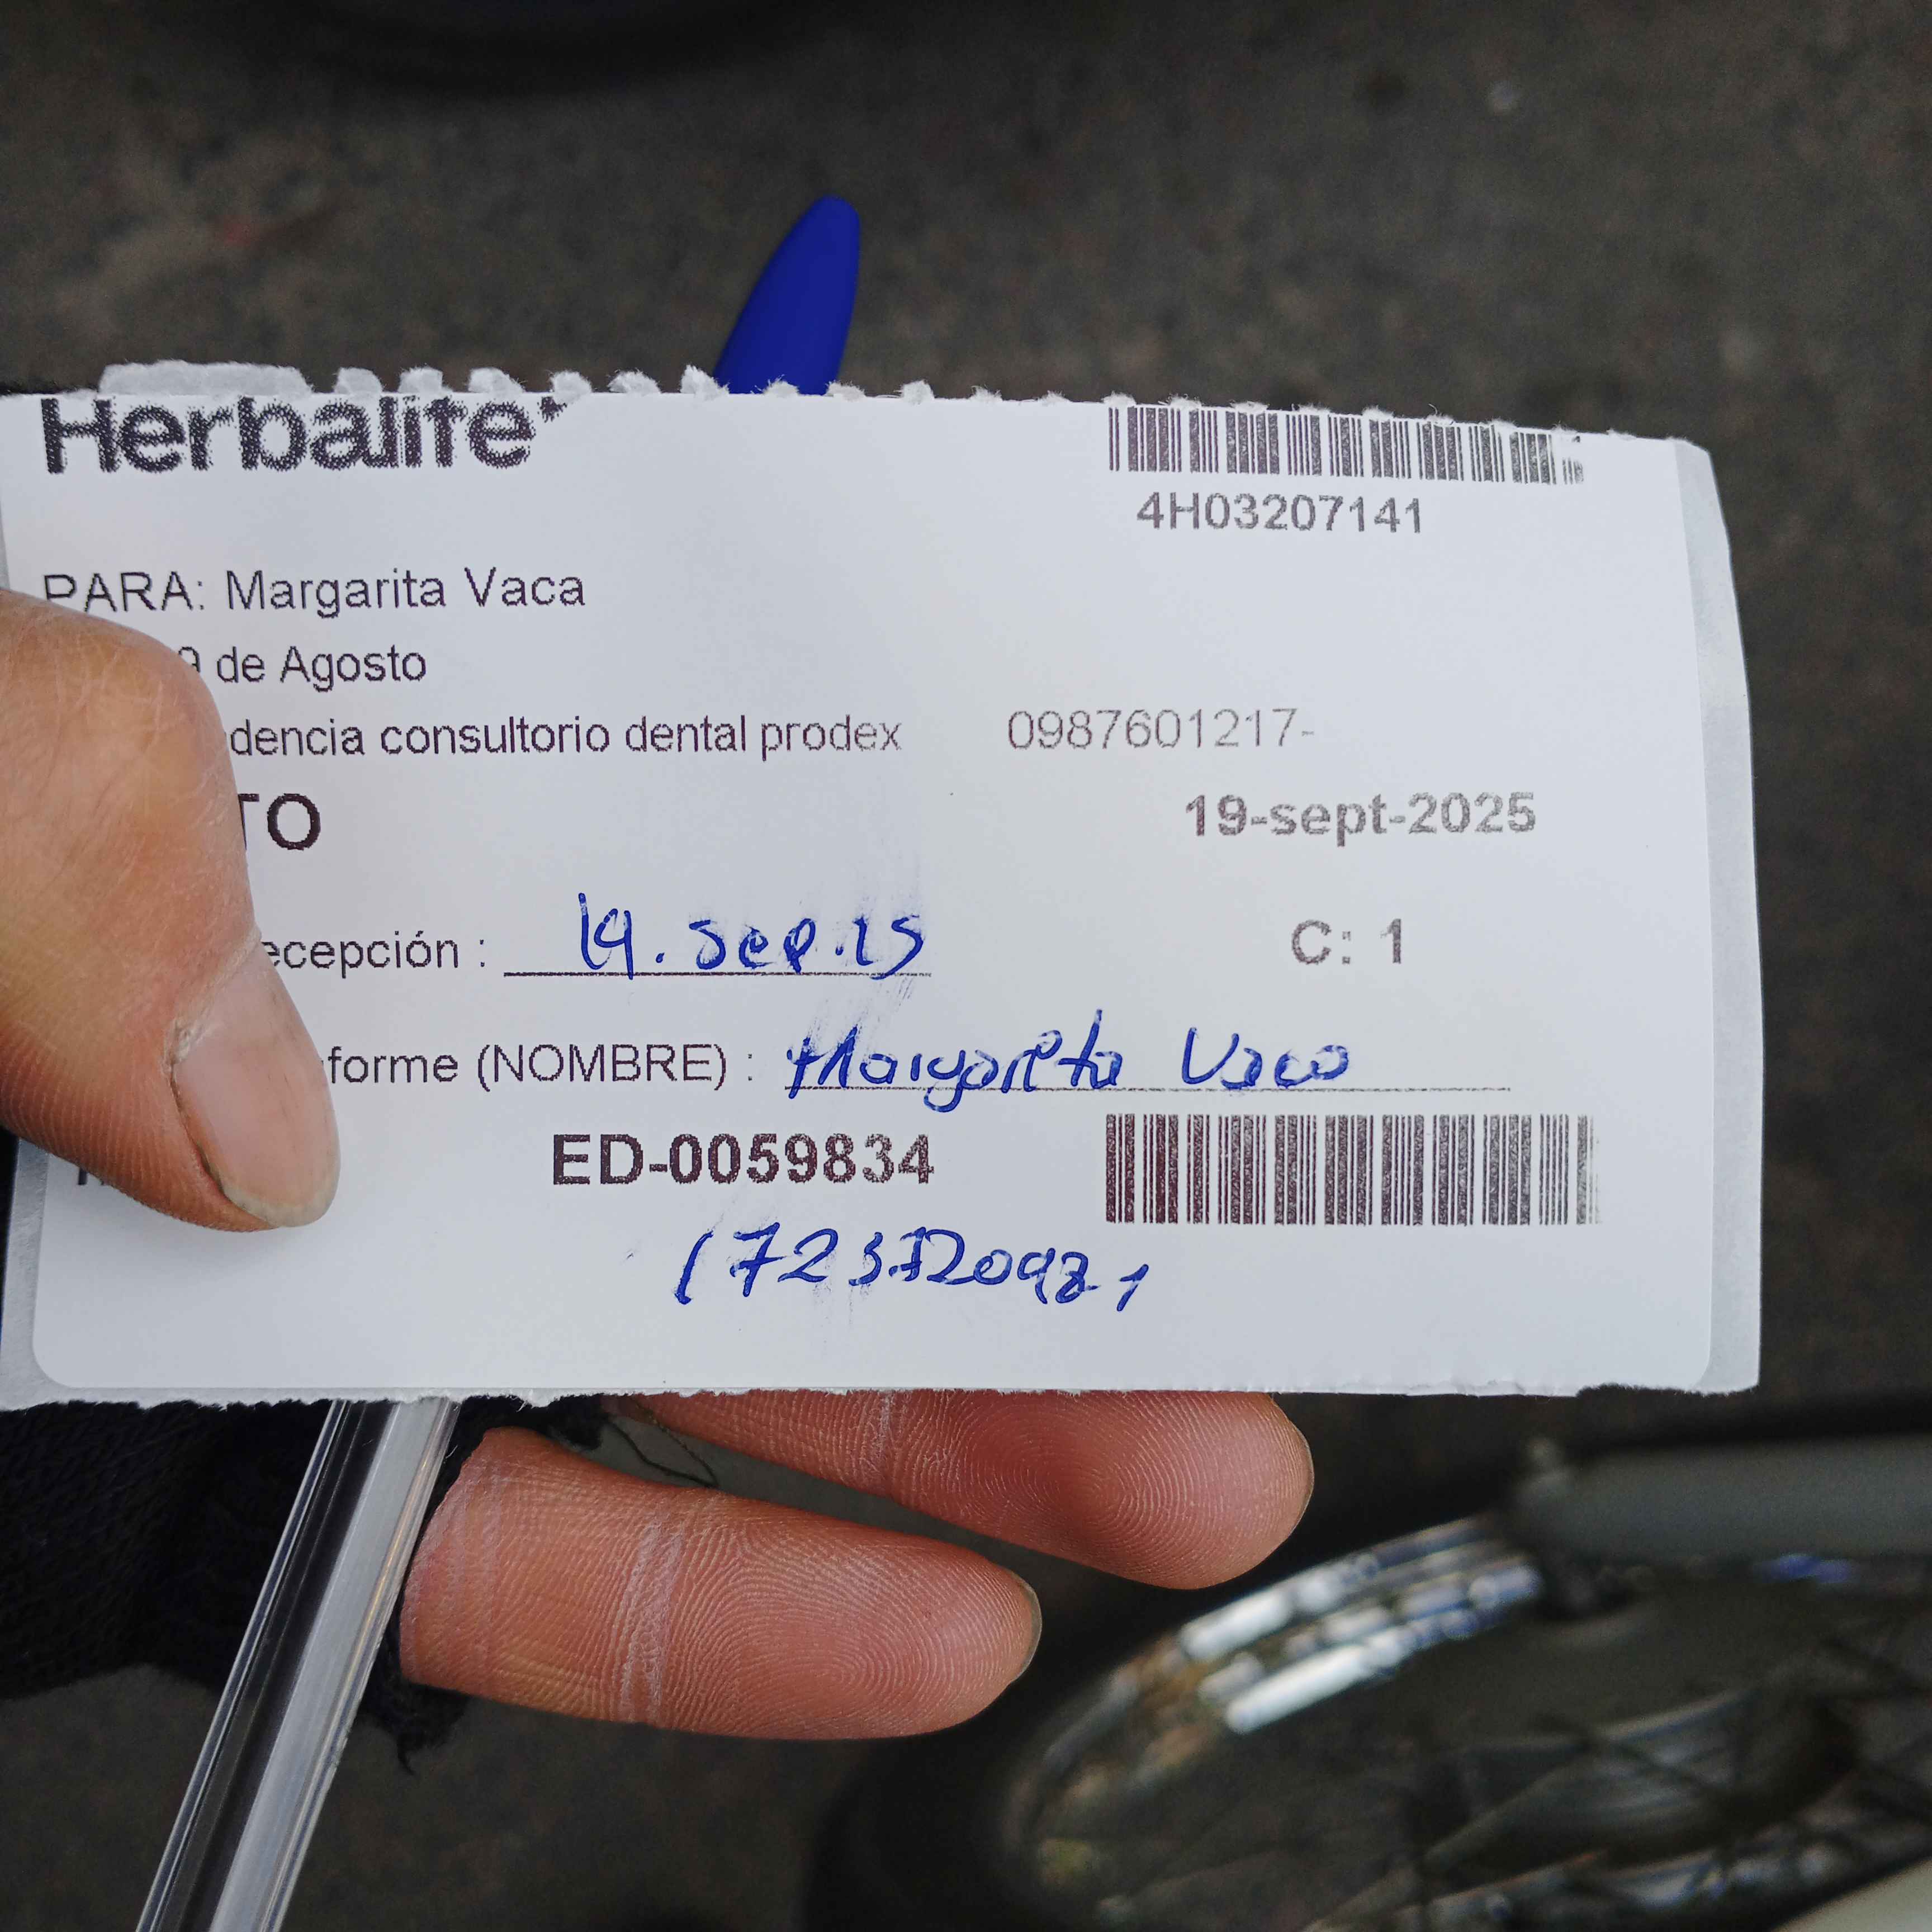 Herbalife
4H03207141
PARA: Margarita Vaca
9 de Agosto
dencia consultorio dental prodex 0987601217-
TO
19-sept-2025
ecepción : 19. Sep. 25
C: 1
forme (NOMBRE) : Margarita Vaca
ED-0059834